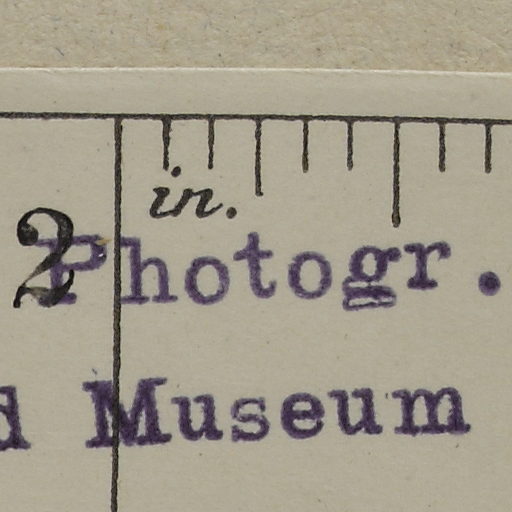 in.
2 Photogr.
d Museum